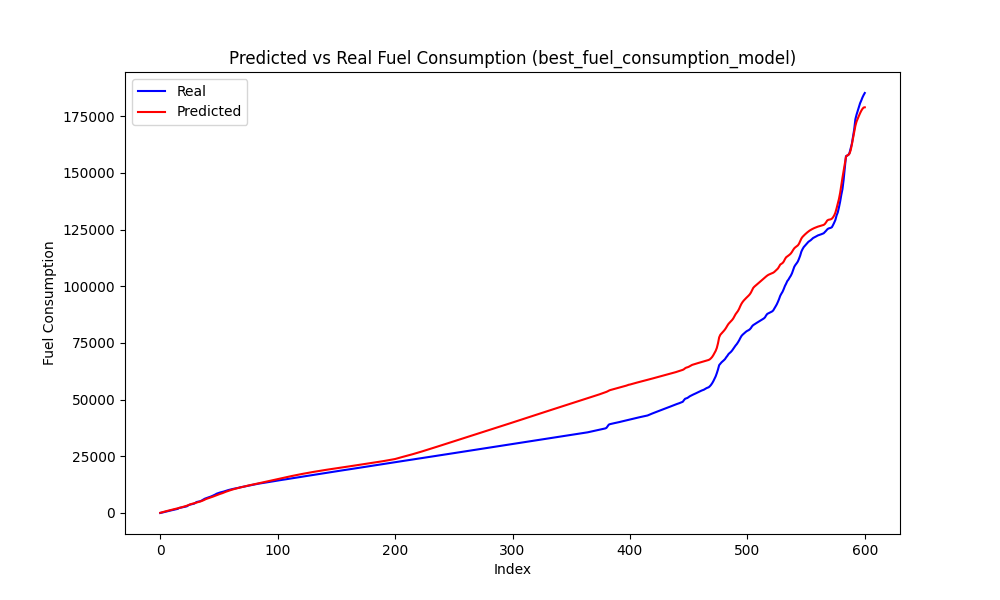 Predicted vs Real Fuel Consumption (best_fuel_consumption_model)
Real
Predicted
175000
150000
125000
100000
75000
50000
25000
0
Fuel Consumption
0 100 200 300 400 500 600
Index